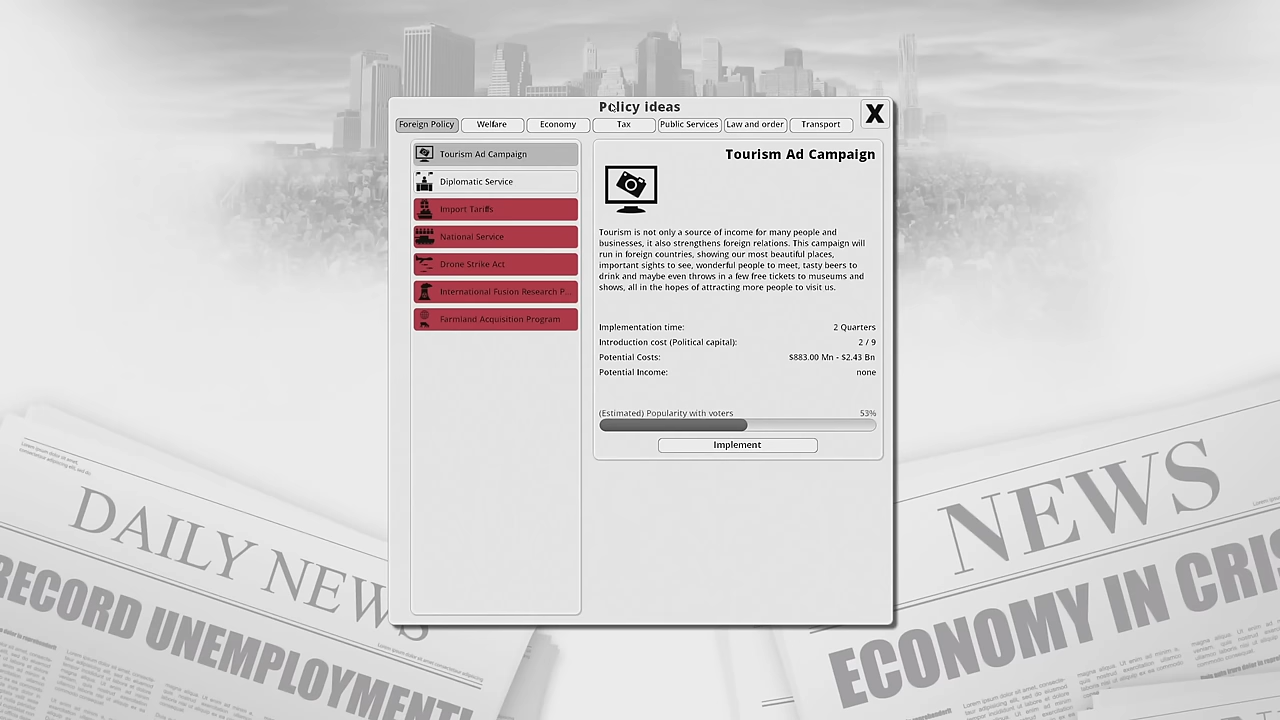 Policy ideas
X
Foreign Policy
Welfare
Economy
Tax
Public Services
Law and order
Transport
Tourism Ad Campaign
Diplomatic Service
Import Tariffs
National Service
Drone Strike Act
International Fusion Research P...
Farmland Acquisition Program
Tourism Ad Campaign
Tourism is not only a source of income for many people and
businesses, it also strengthens foreign relations. This campaign will
run in foreign countries, showing our most beautiful places,
important sights to see, wonderful people to meet, tasty beers to
drink and maybe even throws in a few free tickets to museums and
shows, all in the hopes of attracting more people to visit us.
Implementation time: 2 Quarters
Introduction cost (Political capital): 2 / 9
Potential Costs: $883.00 Mn - $2.43 Bn
Potential Income: none
(Estimated) Popularity with voters 53%
Implement
DAILY NEWS
RECORD UNEMPLOYMENT!
NEWS
ECONOMY IN CRIS